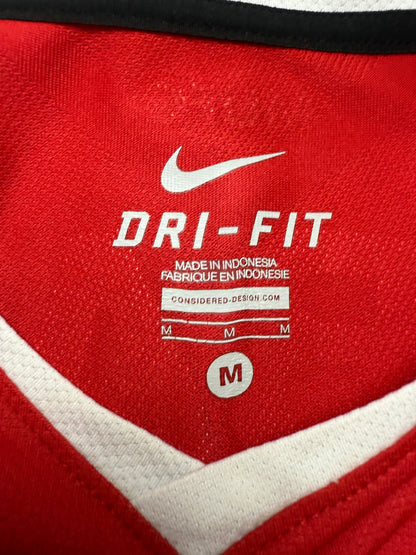 DRI-FIT
MADE IN INDONESIA
FABRIQUE EN INDONESIE
CONSIDERED-DESIGN.COM
M M M
M